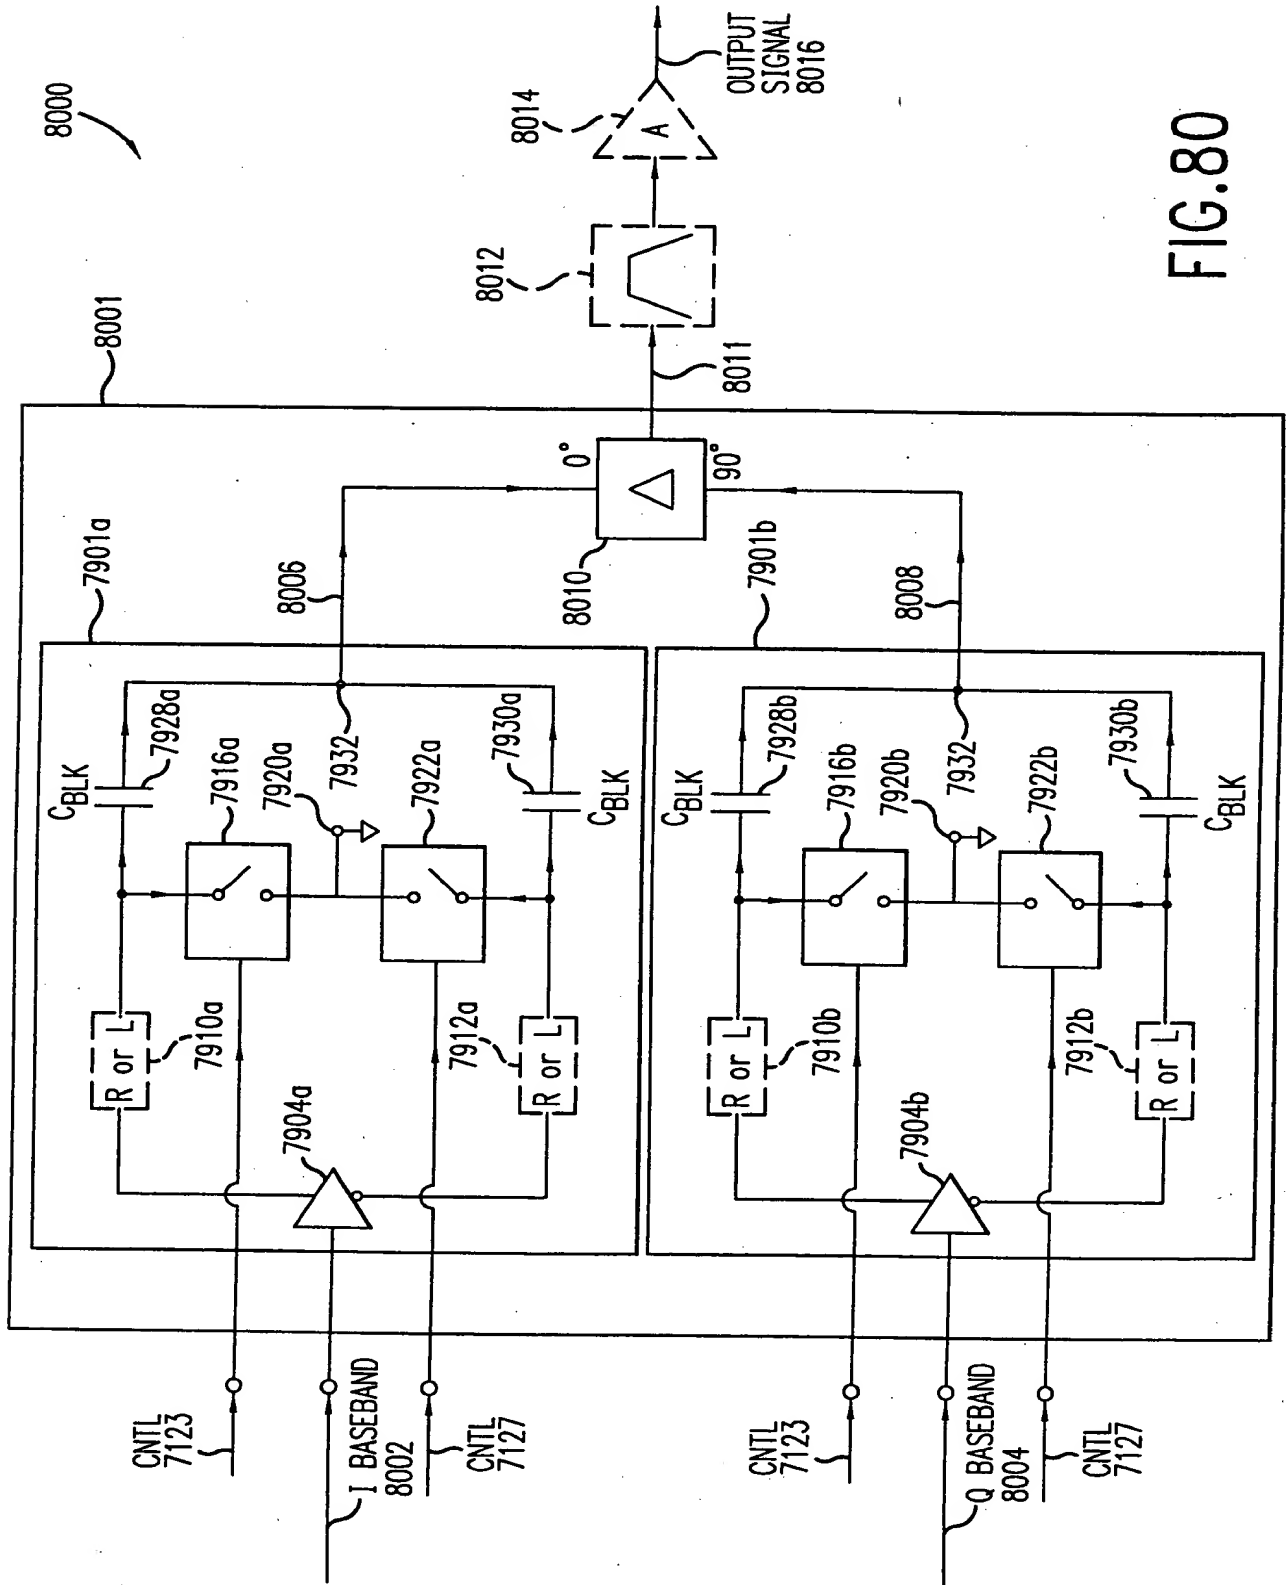 8000
8001
7901a
CBLK
7928a
7916a
7920a
7932
7922a
7930a
CBLK
R or L
7910a
7904a
7912a
R or L
CNTL
7123
I BASEBAND
8002
CNTL
7127
8006
0°
8010
90°
8008
8011
8012
8014
A
OUTPUT
SIGNAL
8016
7901b
CBLK
7928b
7916b
7920b
7932
7922b
7930b
CBLK
R or L
7910b
7904b
7912b
R or L
CNTL
7123
Q BASEBAND
8004
CNTL
7127
FIG.80